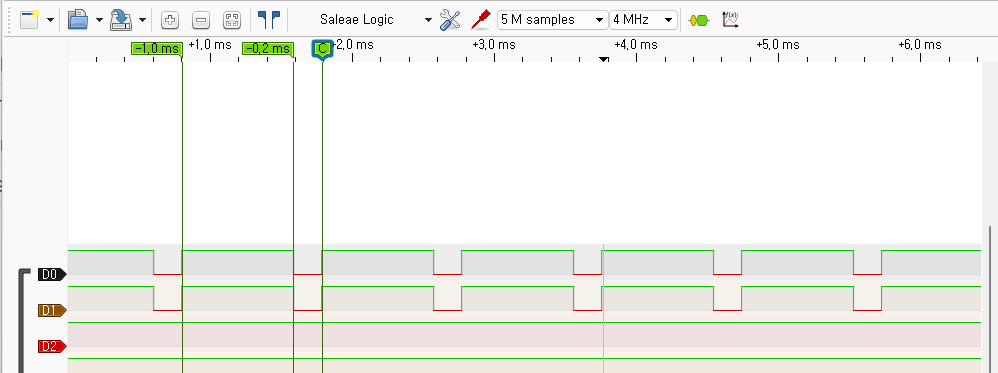 Saleae Logic 5 M samples 4 MHz
−1,0 ms +1,0 ms −0,2 ms C +2,0 ms +3,0 ms +4,0 ms +5,0 ms +6,0 ms
D0
D1
D2